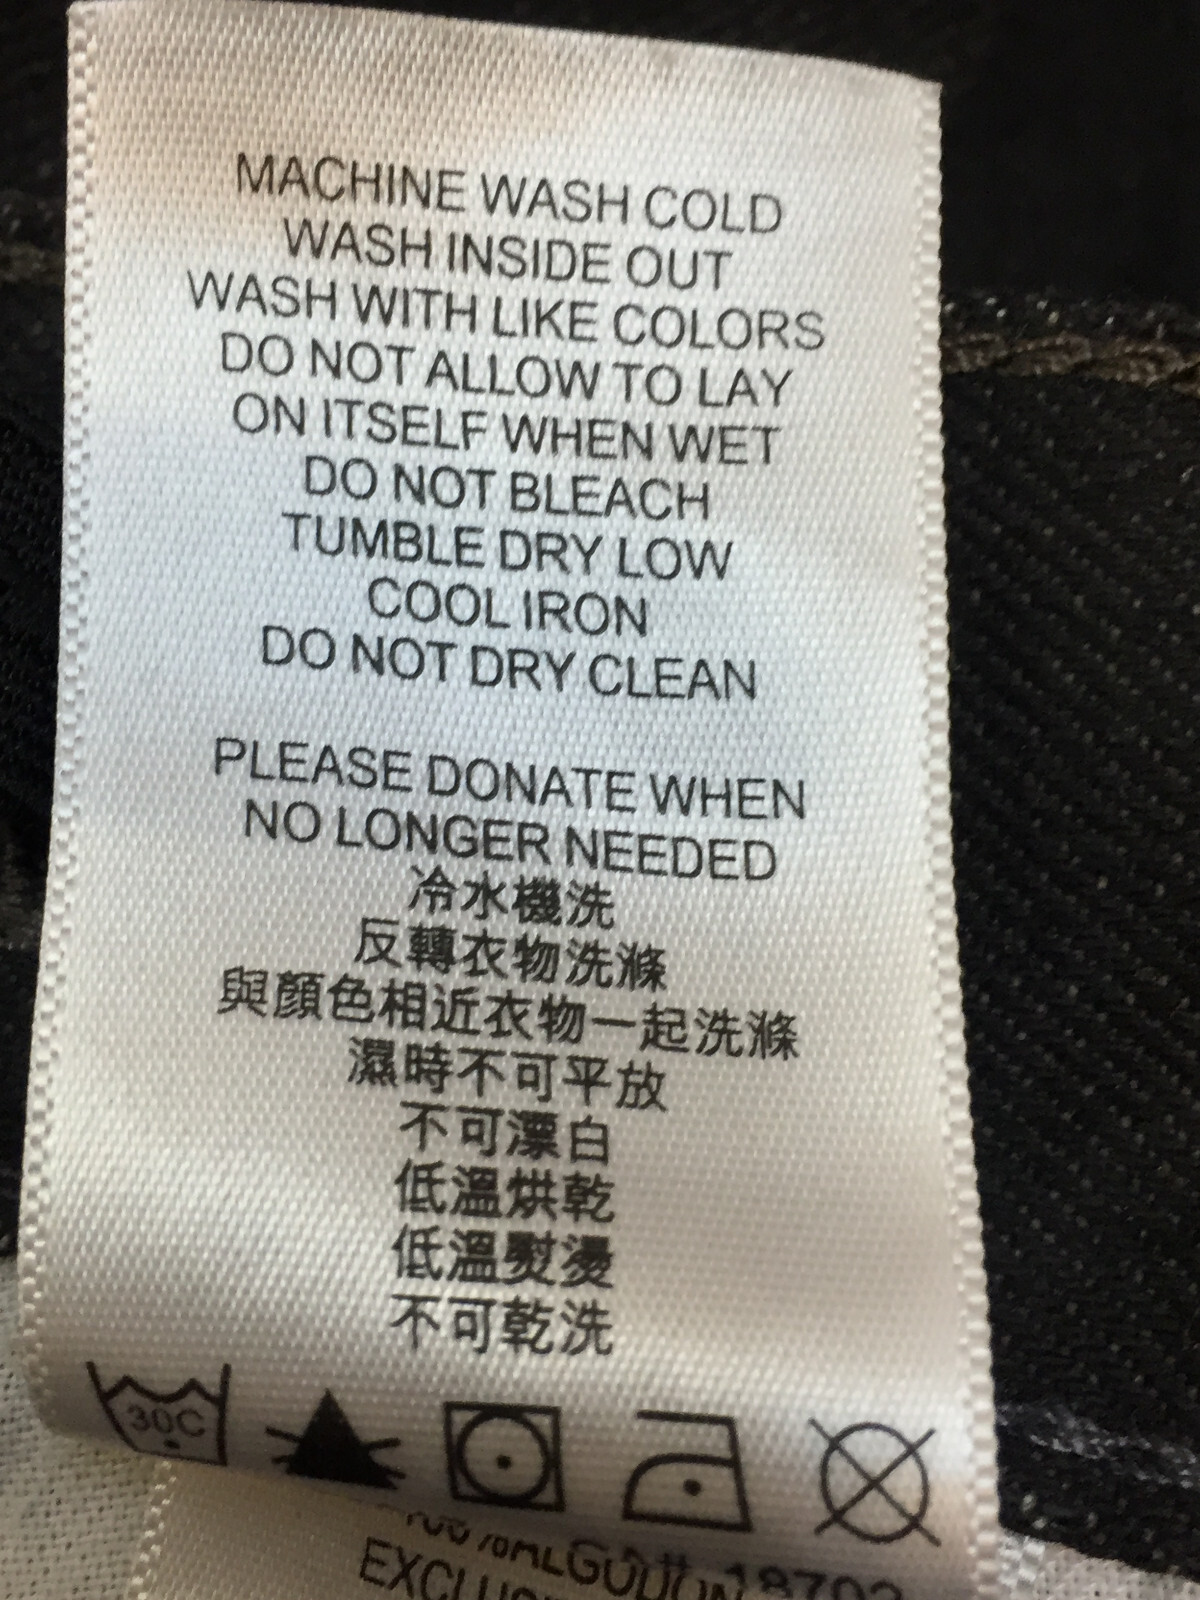 MACHINE WASH COLD
WASH INSIDE OUT
WASH WITH LIKE COLORS
DO NOT ALLOW TO LAY
ON ITSELF WHEN WET
DO NOT BLEACH
TUMBLE DRY LOW
COOL IRON
DO NOT DRY CLEAN
PLEASE DONATE WHEN
NO LONGER NEEDED
冷水機洗
反轉衣物洗滌
與顏色相近衣物一起洗滌
濕時不可平放
不可漂白
低溫烘乾
低溫熨燙
不可乾洗
30C